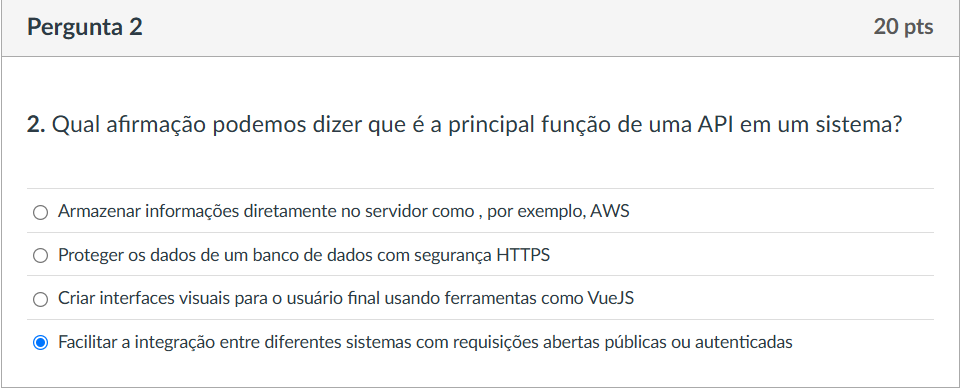 Pergunta 2
20 pts
2. Qual afirmação podemos dizer que é a principal função de uma API em um sistema?
Armazenar informações diretamente no servidor como , por exemplo, AWS
Proteger os dados de um banco de dados com segurança HTTPS
Criar interfaces visuais para o usuário final usando ferramentas como VueJS
Facilitar a integração entre diferentes sistemas com requisições abertas públicas ou autenticadas